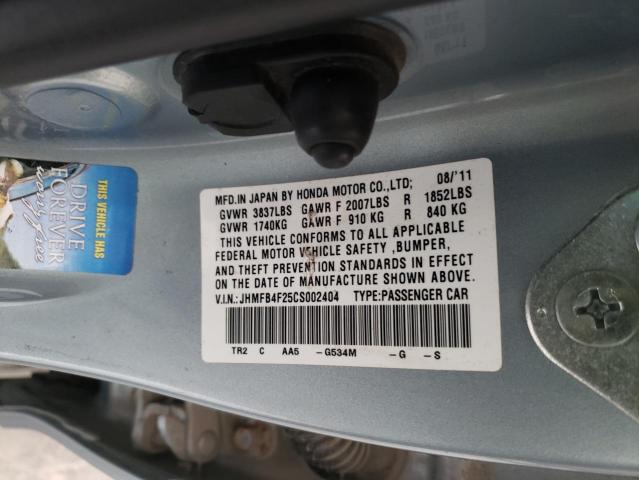 MFD.IN JAPAN BY HONDA MOTOR CO.,LTD; 08/'11
GVWR 3837LBS GAWR F 2007LBS R 1852LBS
GVWR 1740KG GAWR F 910 KG R 840 KG
THIS VEHICLE CONFORMS TO ALL APPLICABLE
FEDERAL MOTOR VEHICLE SAFETY ,BUMPER,
AND THEFT PREVENTION STANDARDS IN EFFECT
ON THE DATE OF MANUFACTURE SHOWN ABOVE.
V.I.N.:JHMFB4F25CS002404 TYPE:PASSENGER CAR
TR2 C AA5 -G534M -G -S
THIS VEHICLE HAS
DRIVE
FOREVER